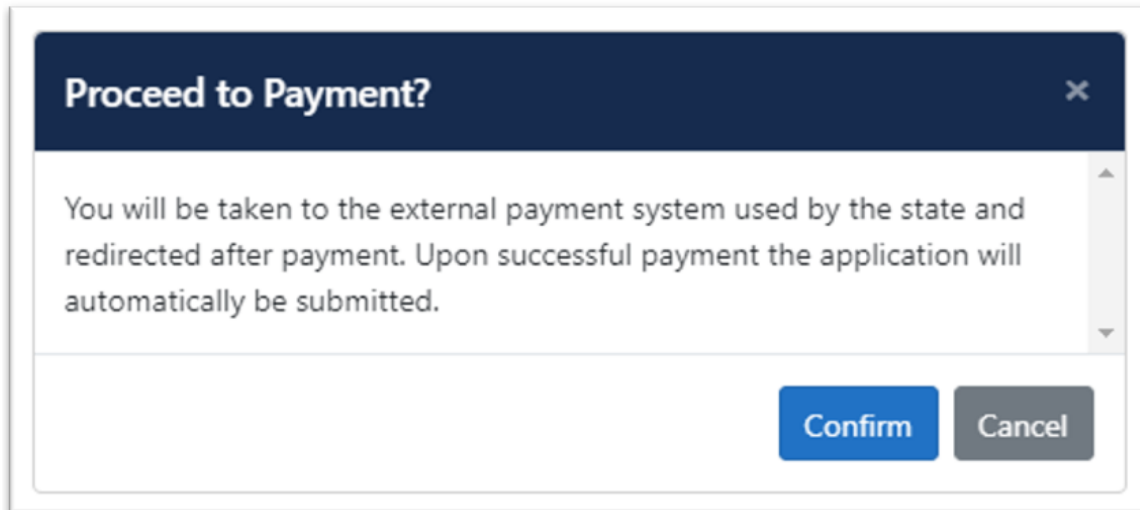 Proceed to Payment?
You will be taken to the external payment system used by the state and
redirected after payment. Upon successful payment the application will
automatically be submitted.
Confirm Cancel